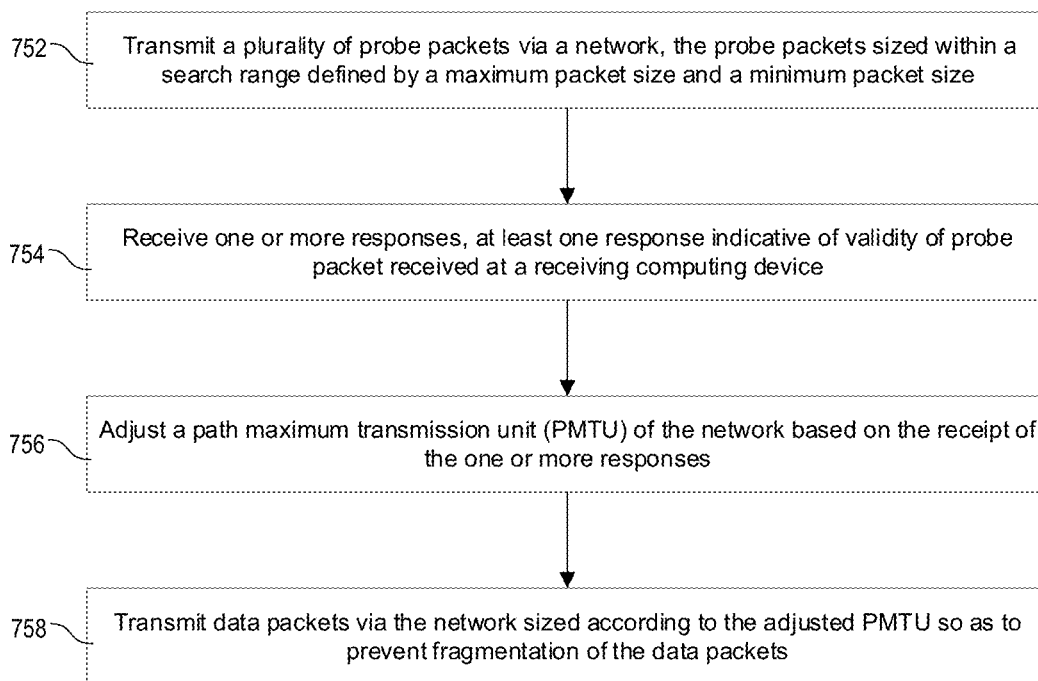 752
Transmit a plurality of probe packets via a network, the probe packets sized within a
search range defined by a maximum packet size and a minimum packet size
754
Receive one or more responses, at least one response indicative of validity of probe
packet received at a receiving computing device
756
Adjust a path maximum transmission unit (PMTU) of the network based on the receipt of
the one or more responses
758
Transmit data packets via the network sized according to the adjusted PMTU so as to
prevent fragmentation of the data packets